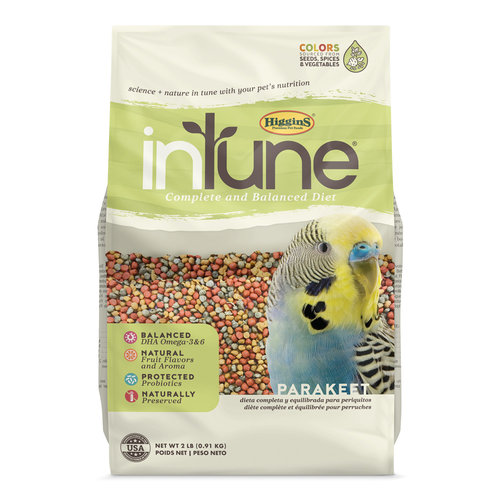 COLORS
SOURCED FROM
SEEDS, SPICES
& VEGETABLES
science + nature in tune with your pet's nutrition
HigginS
Premium Pet Foods
intune®
Complete and Balanced Diet
BALANCED
DHA Omega-3&6
NATURAL
Fruit Flavors
and Aroma
PROTECTED
Probiotics
NATURALLY
Preserved
PARAKEET
dieta completa y equilibrada para periquitos
diète complète et équilibrée pour perruches
USA
NET WT 2 LB (0.91 KG)
POIDS NET | PESO NETO